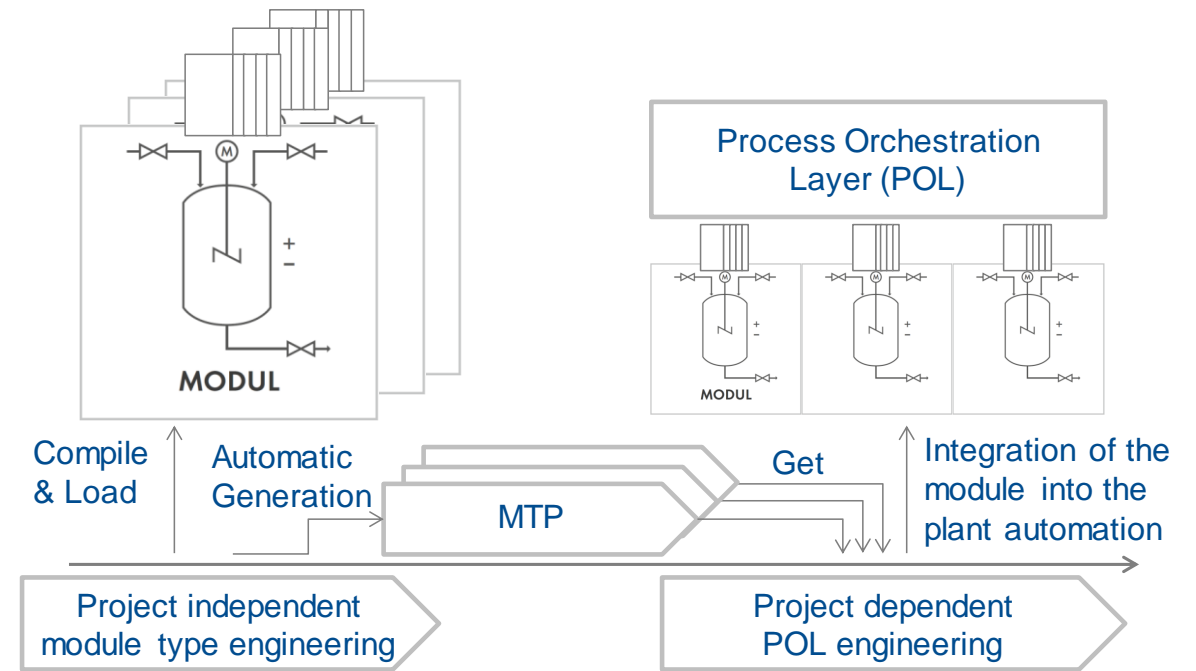 M
+
−
MODUL
Process Orchestration
Layer (POL)
M
+
−
MODUL
M
+
−
M
+
−
Compile
& Load
Automatic
Generation
MTP
Get
Integration of the
module into the
plant automation
Project independent
module type engineering
Project dependent
POL engineering